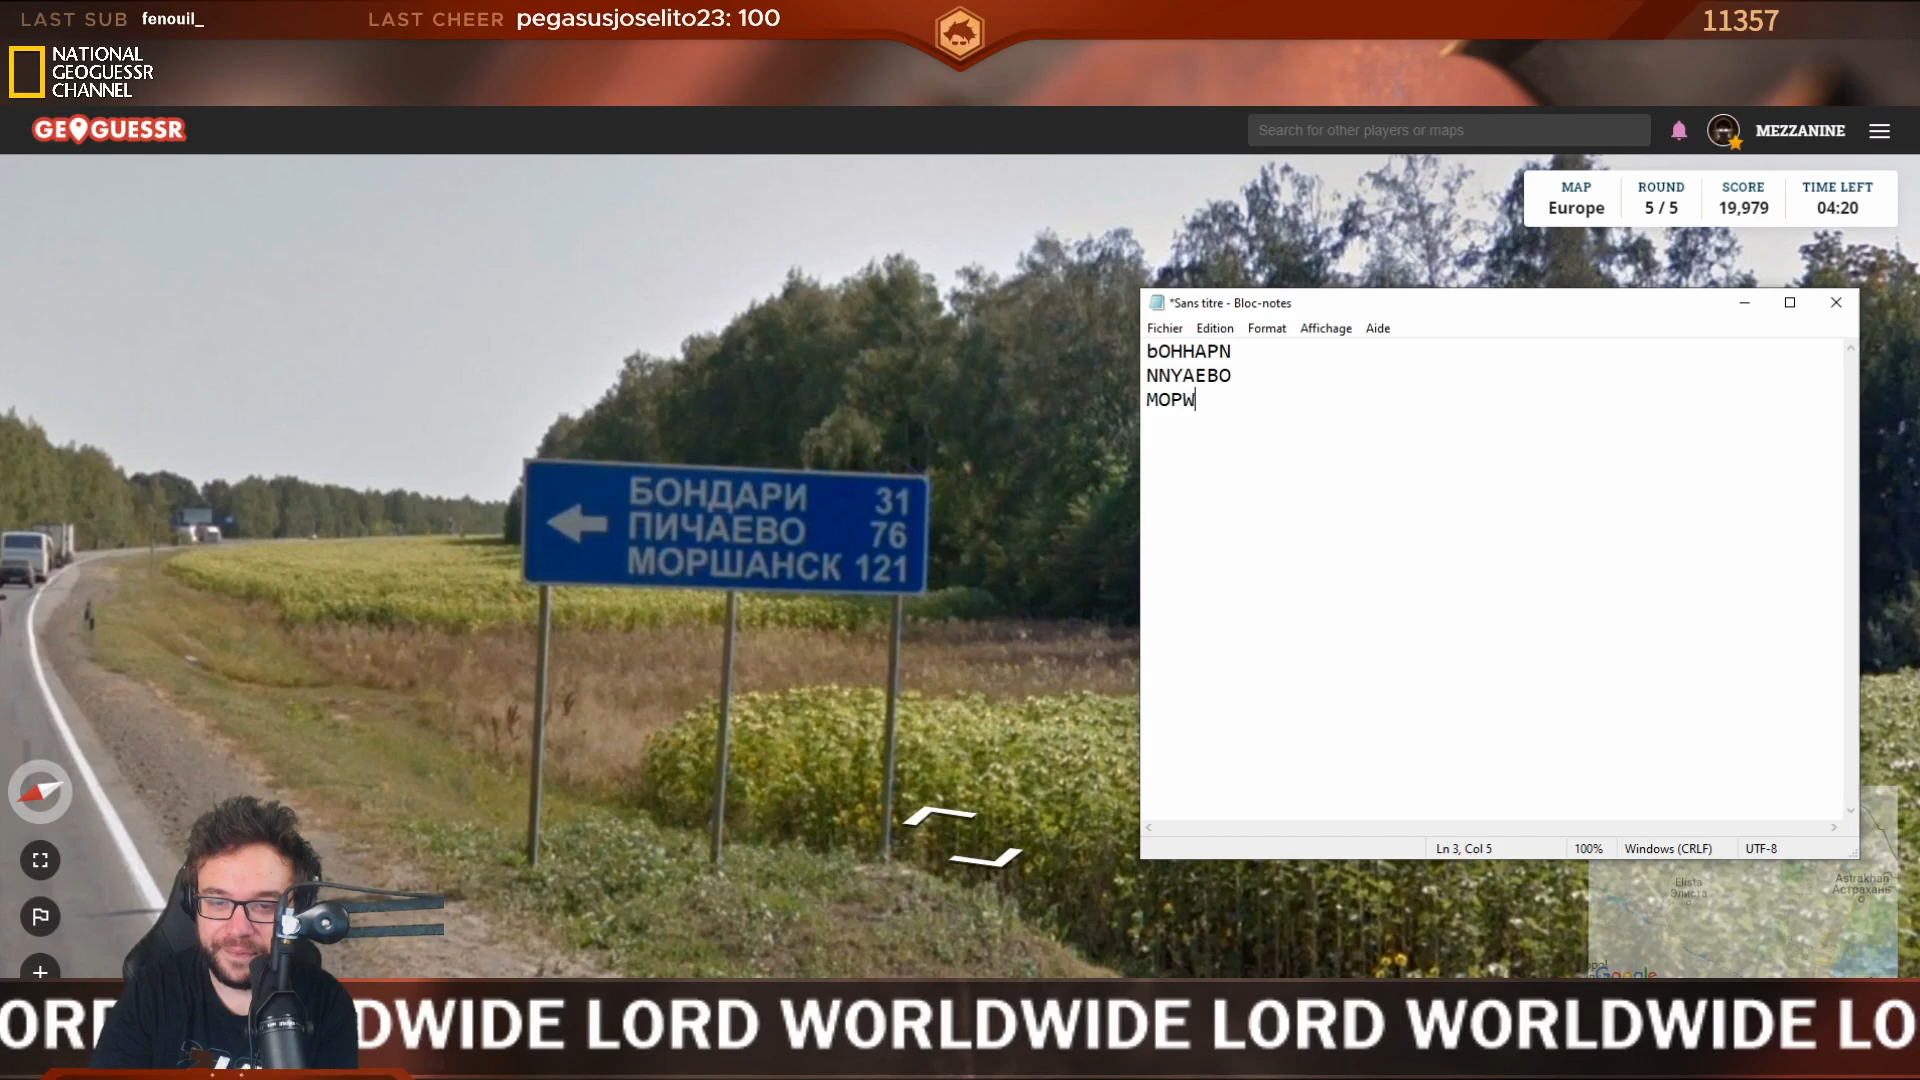 LAST SUB fenouil_
LAST CHEER pegasusjoselito23: 100
11357
NATIONAL
GEOGUESSR
CHANNEL
GEOGUESSR
Search for other players or maps
MEZZANINE
MAP ROUND SCORE TIME LEFT
Europe 5 / 5 19,979 04:20
*Sans titre - Bloc-notes
Fichier Edition Format Affichage Aide
bOHHAPN
NNYAEBO
MOPW
БОНДАРИ 31
ПИЧАЕВО 76
МОРШАНСК 121
Ln 3, Col 5 100% Windows (CRLF) UTF-8
Elista
Элиста
Astrakhan
Астрахань
Google
ORD WORLDWIDE LORD WORLDWIDE LORD WORLDWIDE LO